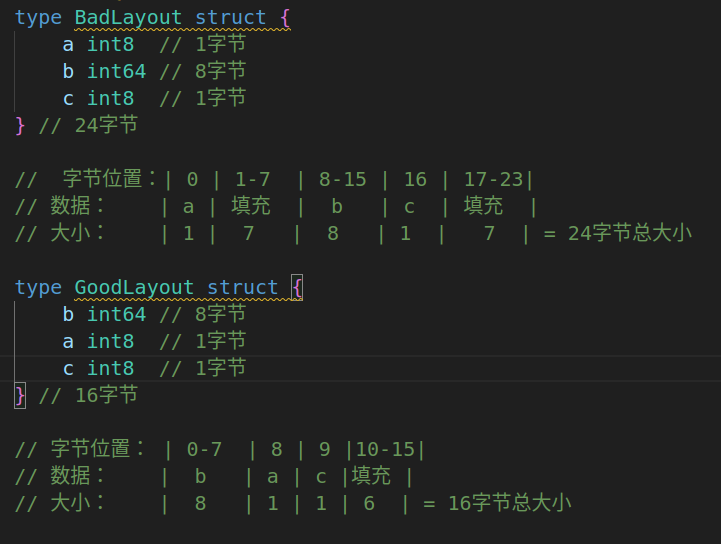 type BadLayout struct {
    a int8  // 1字节
    b int64 // 8字节
    c int8  // 1字节
} // 24字节
//  字节位置：| 0 | 1-7  | 8-15 | 16 | 17-23|
// 数据：    | a | 填充  |  b   | c  | 填充  |
// 大小：    | 1 |  7   |  8   | 1  |   7  | = 24字节总大小
type GoodLayout struct {
    b int64 // 8字节
    a int8  // 1字节
    c int8  // 1字节
} // 16字节
// 字节位置： | 0-7  | 8 | 9 |10-15|
// 数据：    |  b   | a | c |填充 |
// 大小：    |  8   | 1 | 1 | 6  | = 16字节总大小